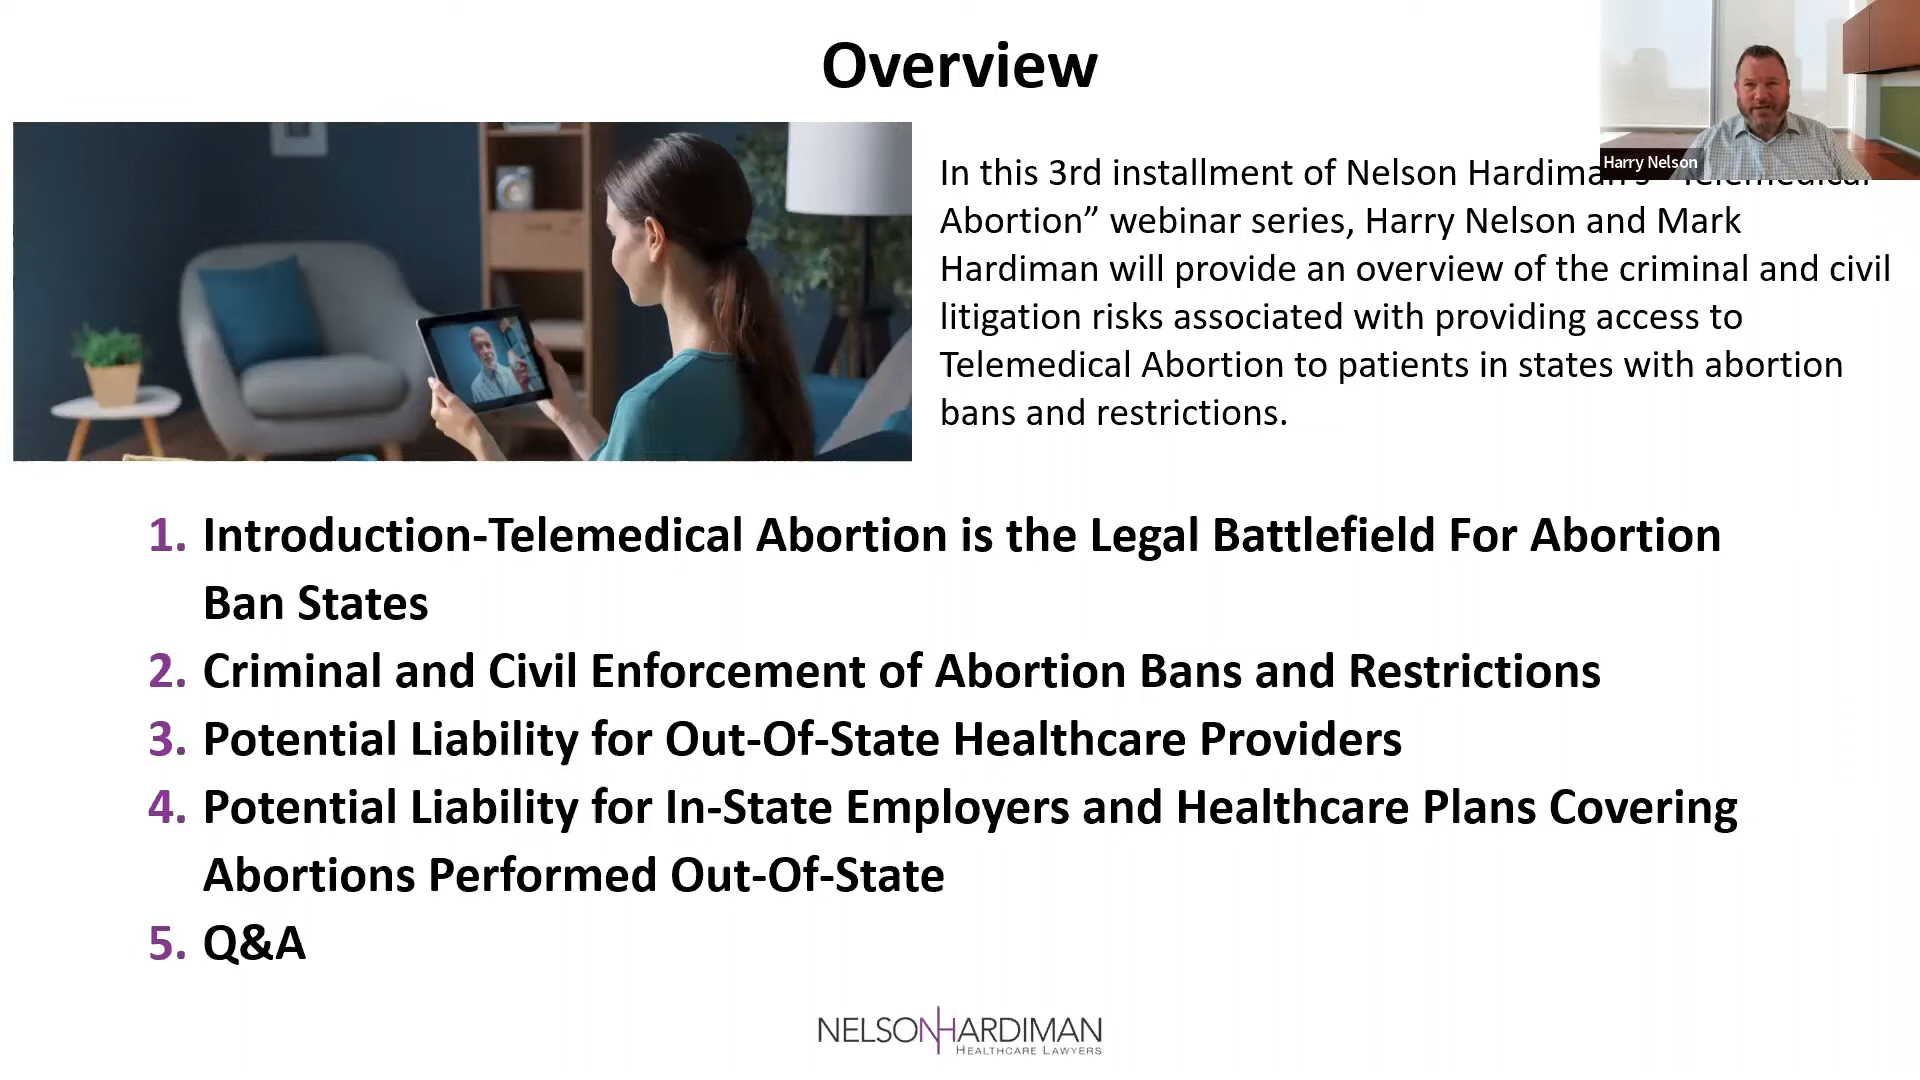 Overview
Harry Nelson
In this 3rd installment of Nelson Hardiman's "Telemedical
Abortion” webinar series, Harry Nelson and Mark
Hardiman will provide an overview of the criminal and civil
litigation risks associated with providing access to
Telemedical Abortion to patients in states with abortion
bans and restrictions.
1. Introduction-Telemedical Abortion is the Legal Battlefield For Abortion
Ban States
2. Criminal and Civil Enforcement of Abortion Bans and Restrictions
3. Potential Liability for Out-Of-State Healthcare Providers
4. Potential Liability for In-State Employers and Healthcare Plans Covering
Abortions Performed Out-Of-State
5. Q&A
NELSON HARDIMAN
HEALTHCARE LAWYERS